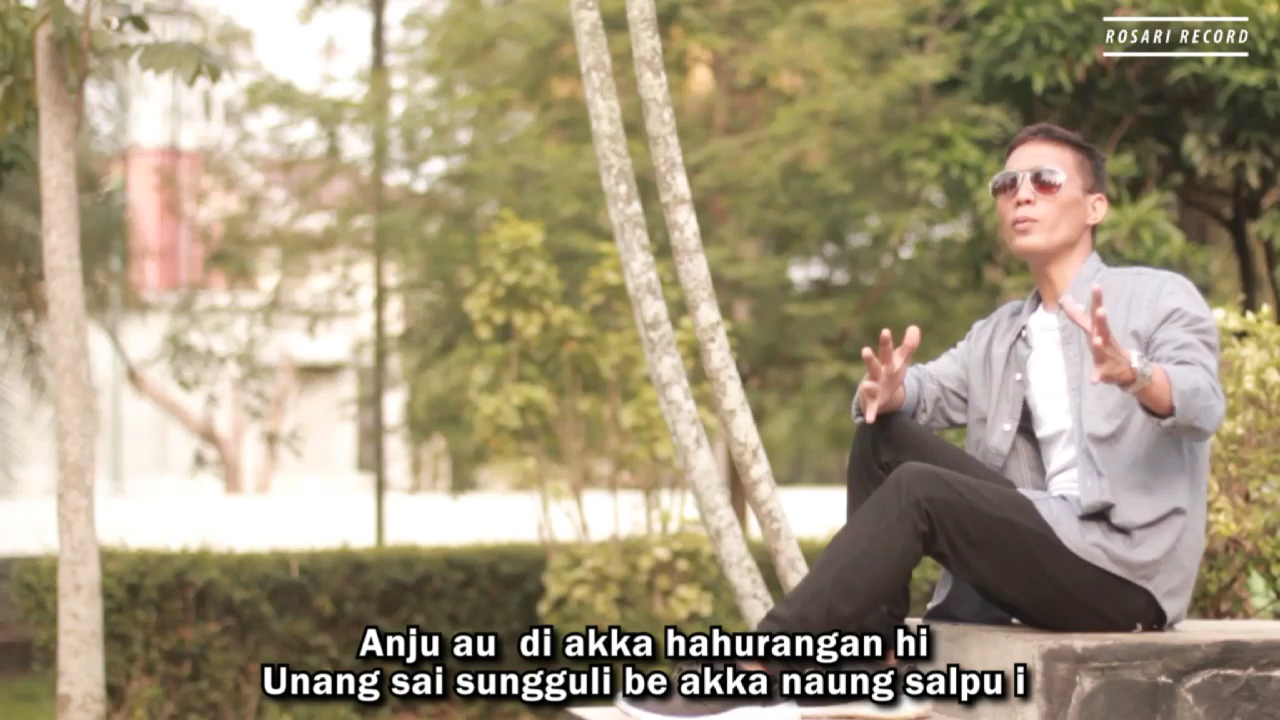 ROSARI RECORD
Anju au di akka hahurangan hi
Unang sai sungguli be akka naung salpu i